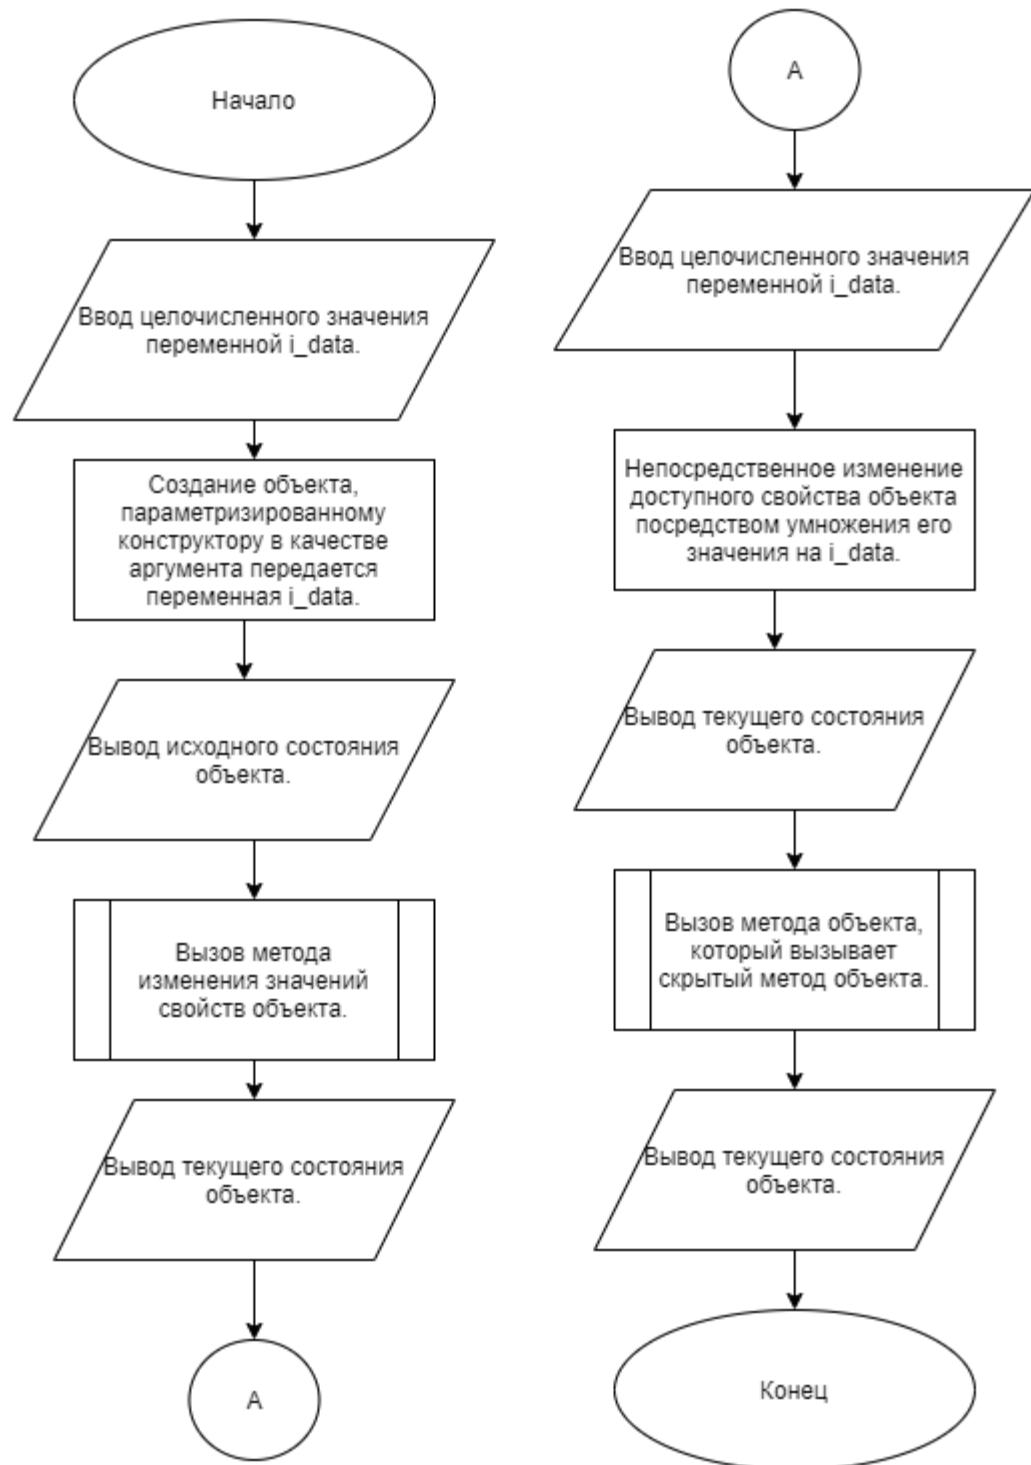 Начало
Ввод целочисленного значения
переменной i_data.
Создание объекта,
параметризированному
конструктору в качестве
аргумента передается
переменная i_data.
Вывод исходного состояния
объекта.
Вызов метода
изменения значений
свойств объекта.
Вывод текущего состояния
объекта.
А
А
Ввод целочисленного значения
переменной i_data.
Непосредственное изменение
доступного свойства объекта
посредством умножения его
значения на i_data.
Вывод текущего состояния
объекта.
Вызов метода объекта,
который вызывает
скрытый метод объекта.
Вывод текущего состояния
объекта.
Конец